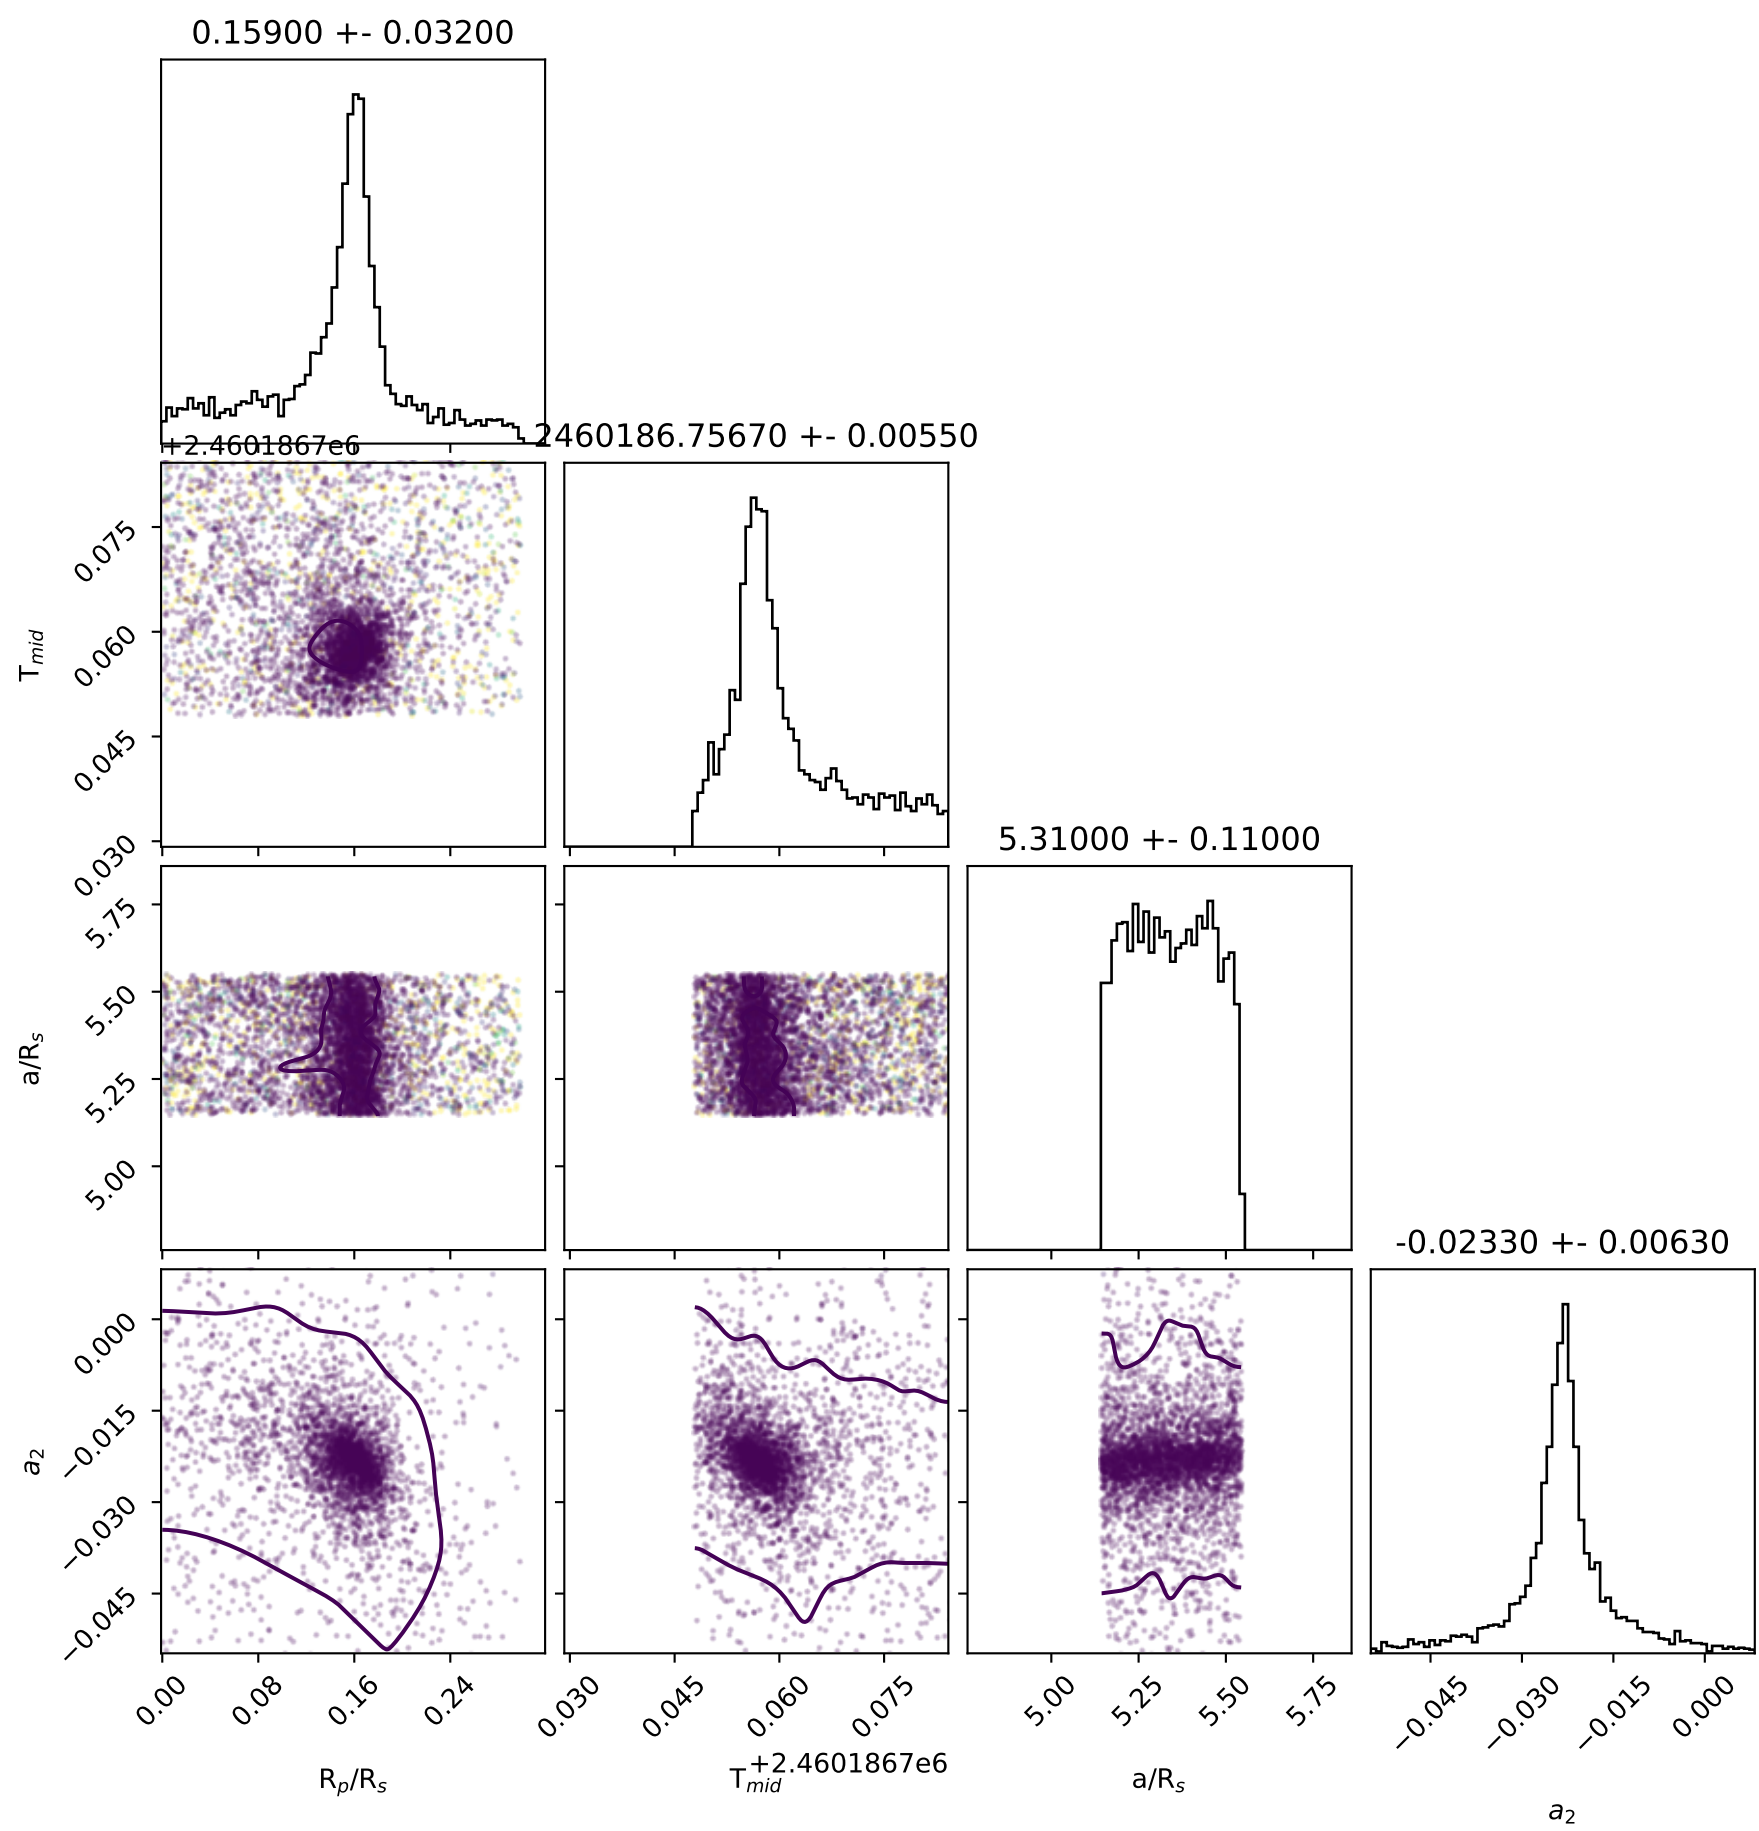 0.15900 +- 0.03200
+2.4601867e6
2460186.75670 +- 0.00550
0.075
0.060
0.045
0.030
T_mid
5.31000 +- 0.11000
5.75
5.50
5.25
5.00
a/R_s
-0.02330 +- 0.00630
0.000
−0.015
−0.030
−0.045
a_2
0.00 0.08 0.16 0.24 0.030 0.045 0.060 0.075 5.00 5.25 5.50 5.75 −0.045 −0.030 −0.015 0.000
+2.4601867e6
R_p/R_s T_mid a/R_s
a_2